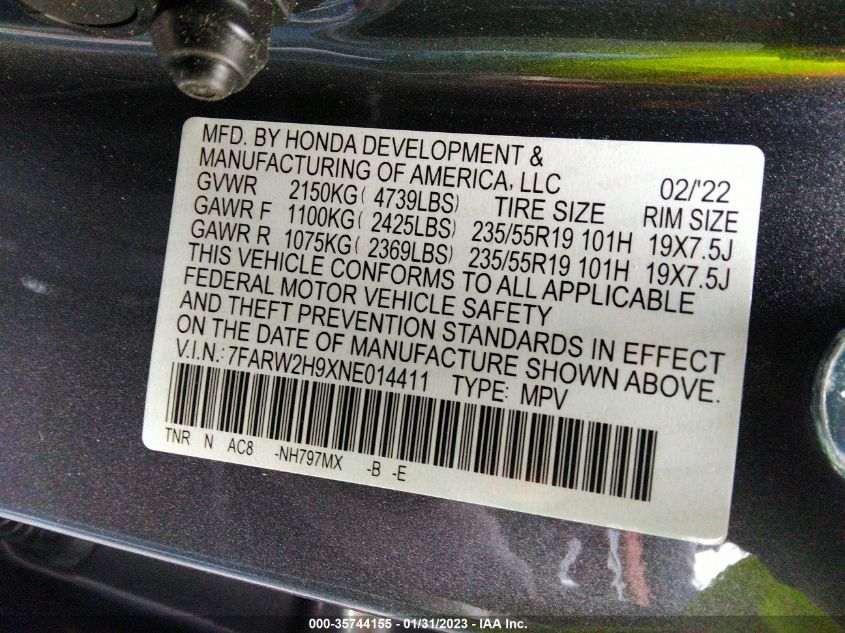 MFD. BY HONDA DEVELOPMENT &
MANUFACTURING OF AMERICA, LLC 02/'22
GVWR 2150KG( 4739LBS) TIRE SIZE RIM SIZE
GAWR F 1100KG( 2425LBS) 235/55R19 101H 19X7.5J
GAWR R 1075KG( 2369LBS) 235/55R19 101H 19X7.5J
THIS VEHICLE CONFORMS TO ALL APPLICABLE
FEDERAL MOTOR VEHICLE SAFETY
AND THEFT PREVENTION STANDARDS IN EFFECT
ON THE DATE OF MANUFACTURE SHOWN ABOVE.
V.I.N.: 7FARW2H9XNE014411 TYPE: MPV
TNR N AC8 -NH797MX -B -E
000-35744155 - 01/31/2023 - IAA Inc.